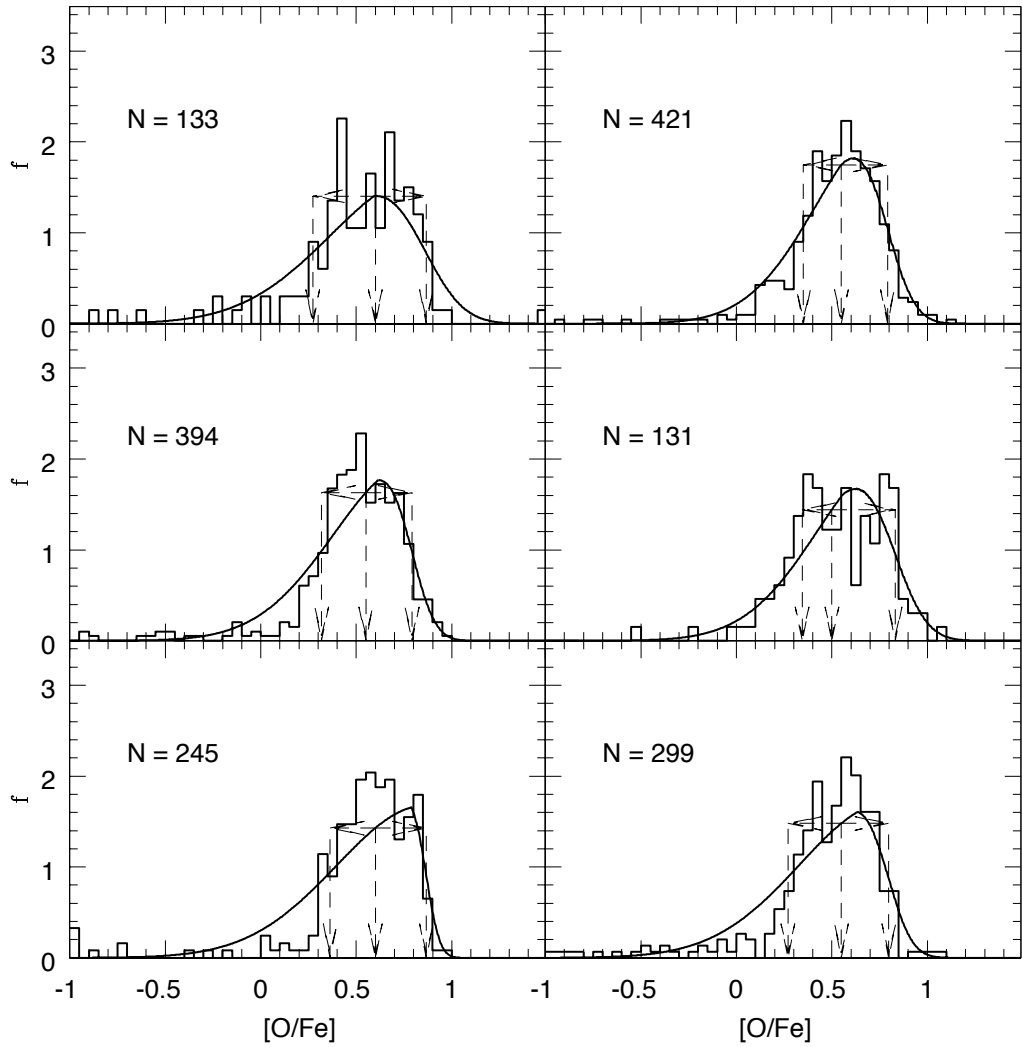 3
2
1
0
f
N = 133
N = 421
3
2
1
0
f
N = 394
N = 131
3
2
1
0
f
N = 245
N = 299
-1 -0.5 0 0.5 1 -1 -0.5 0 0.5 1
[O/Fe] [O/Fe]